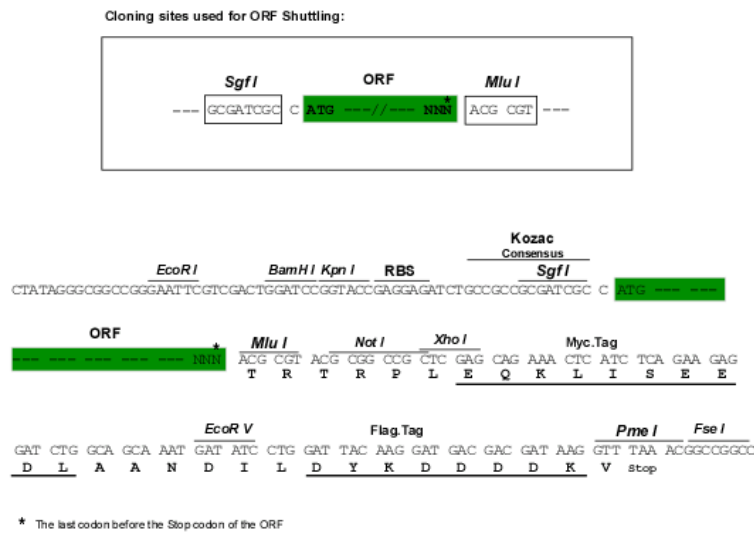 Cloning sites used for ORF Shuttling:
Sgf I ORF Mlu I
--- GCGATCGC C ATG ---//--- NNN* ACG CGT ---
Kozac
Consensus
EcoR I BamH I Kpn I RBS Sgf I
CTATAGGGCGGCCGGGAATTCGTCGACTGGATCCGGTACCGAGGAGATCTGCCGCCGCGATCGC C ATG --- ---
ORF
Mlu I Not I Xho I Myc.Tag
--- --- --- --- --- --- NNN* ACG CGT ACG CGG CCG CTC GAG CAG AAA CTC ATC TCA GAA GAG
T R T R P L E Q K L I S E E
EcoR V Flag.Tag Pme I Fse I
GAT CTG GCA GCA AAT GAT ATC CTG GAT TAC AAG GAT GAC GAC GAT AAG GTT TAA ACGGCCGGCC
D L A A N D I L D Y K D D D D K V Stop
* The last codon before the Stop codon of the ORF